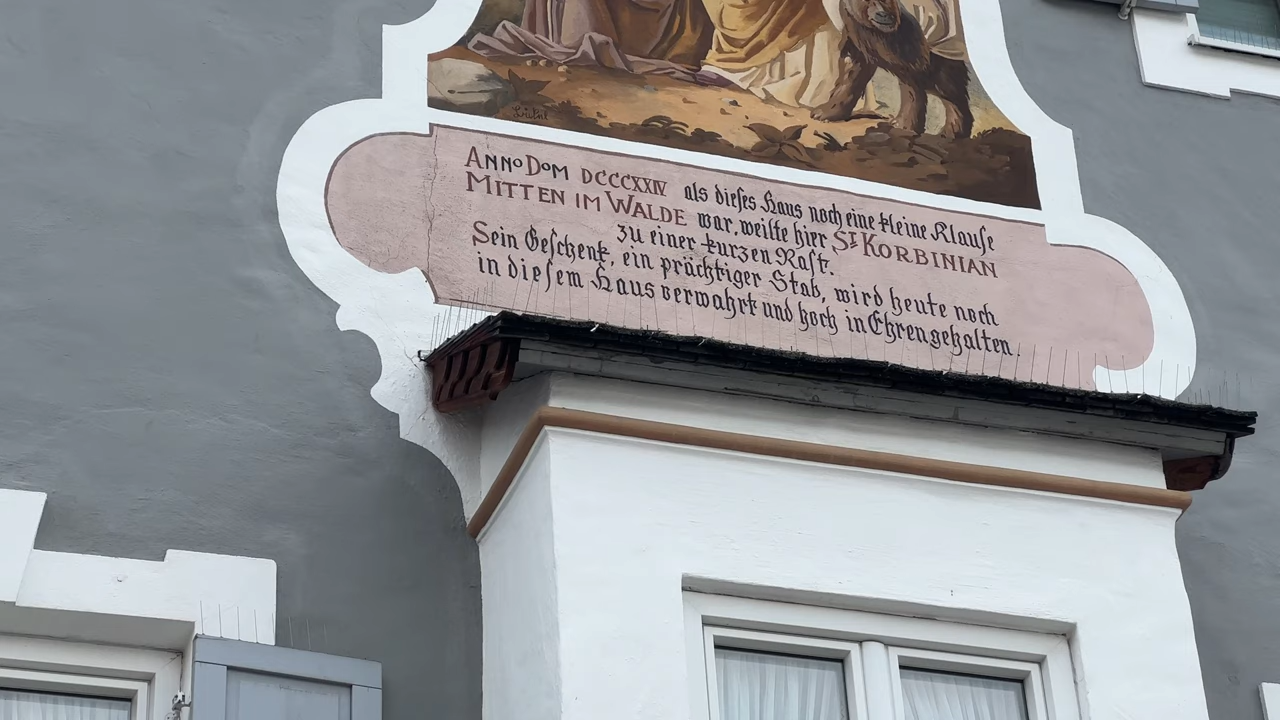 Anno Dom DCCCXXIV als dieses Haus noch eine kleine Klause
Mitten im Walde war, weilte hier St Korbinian
zu einer kurzen Rast.
Sein Geschenk, ein prächtiger Stab, wird heute noch
in diesem Haus verwahrt und hoch in Ehren gehalten.